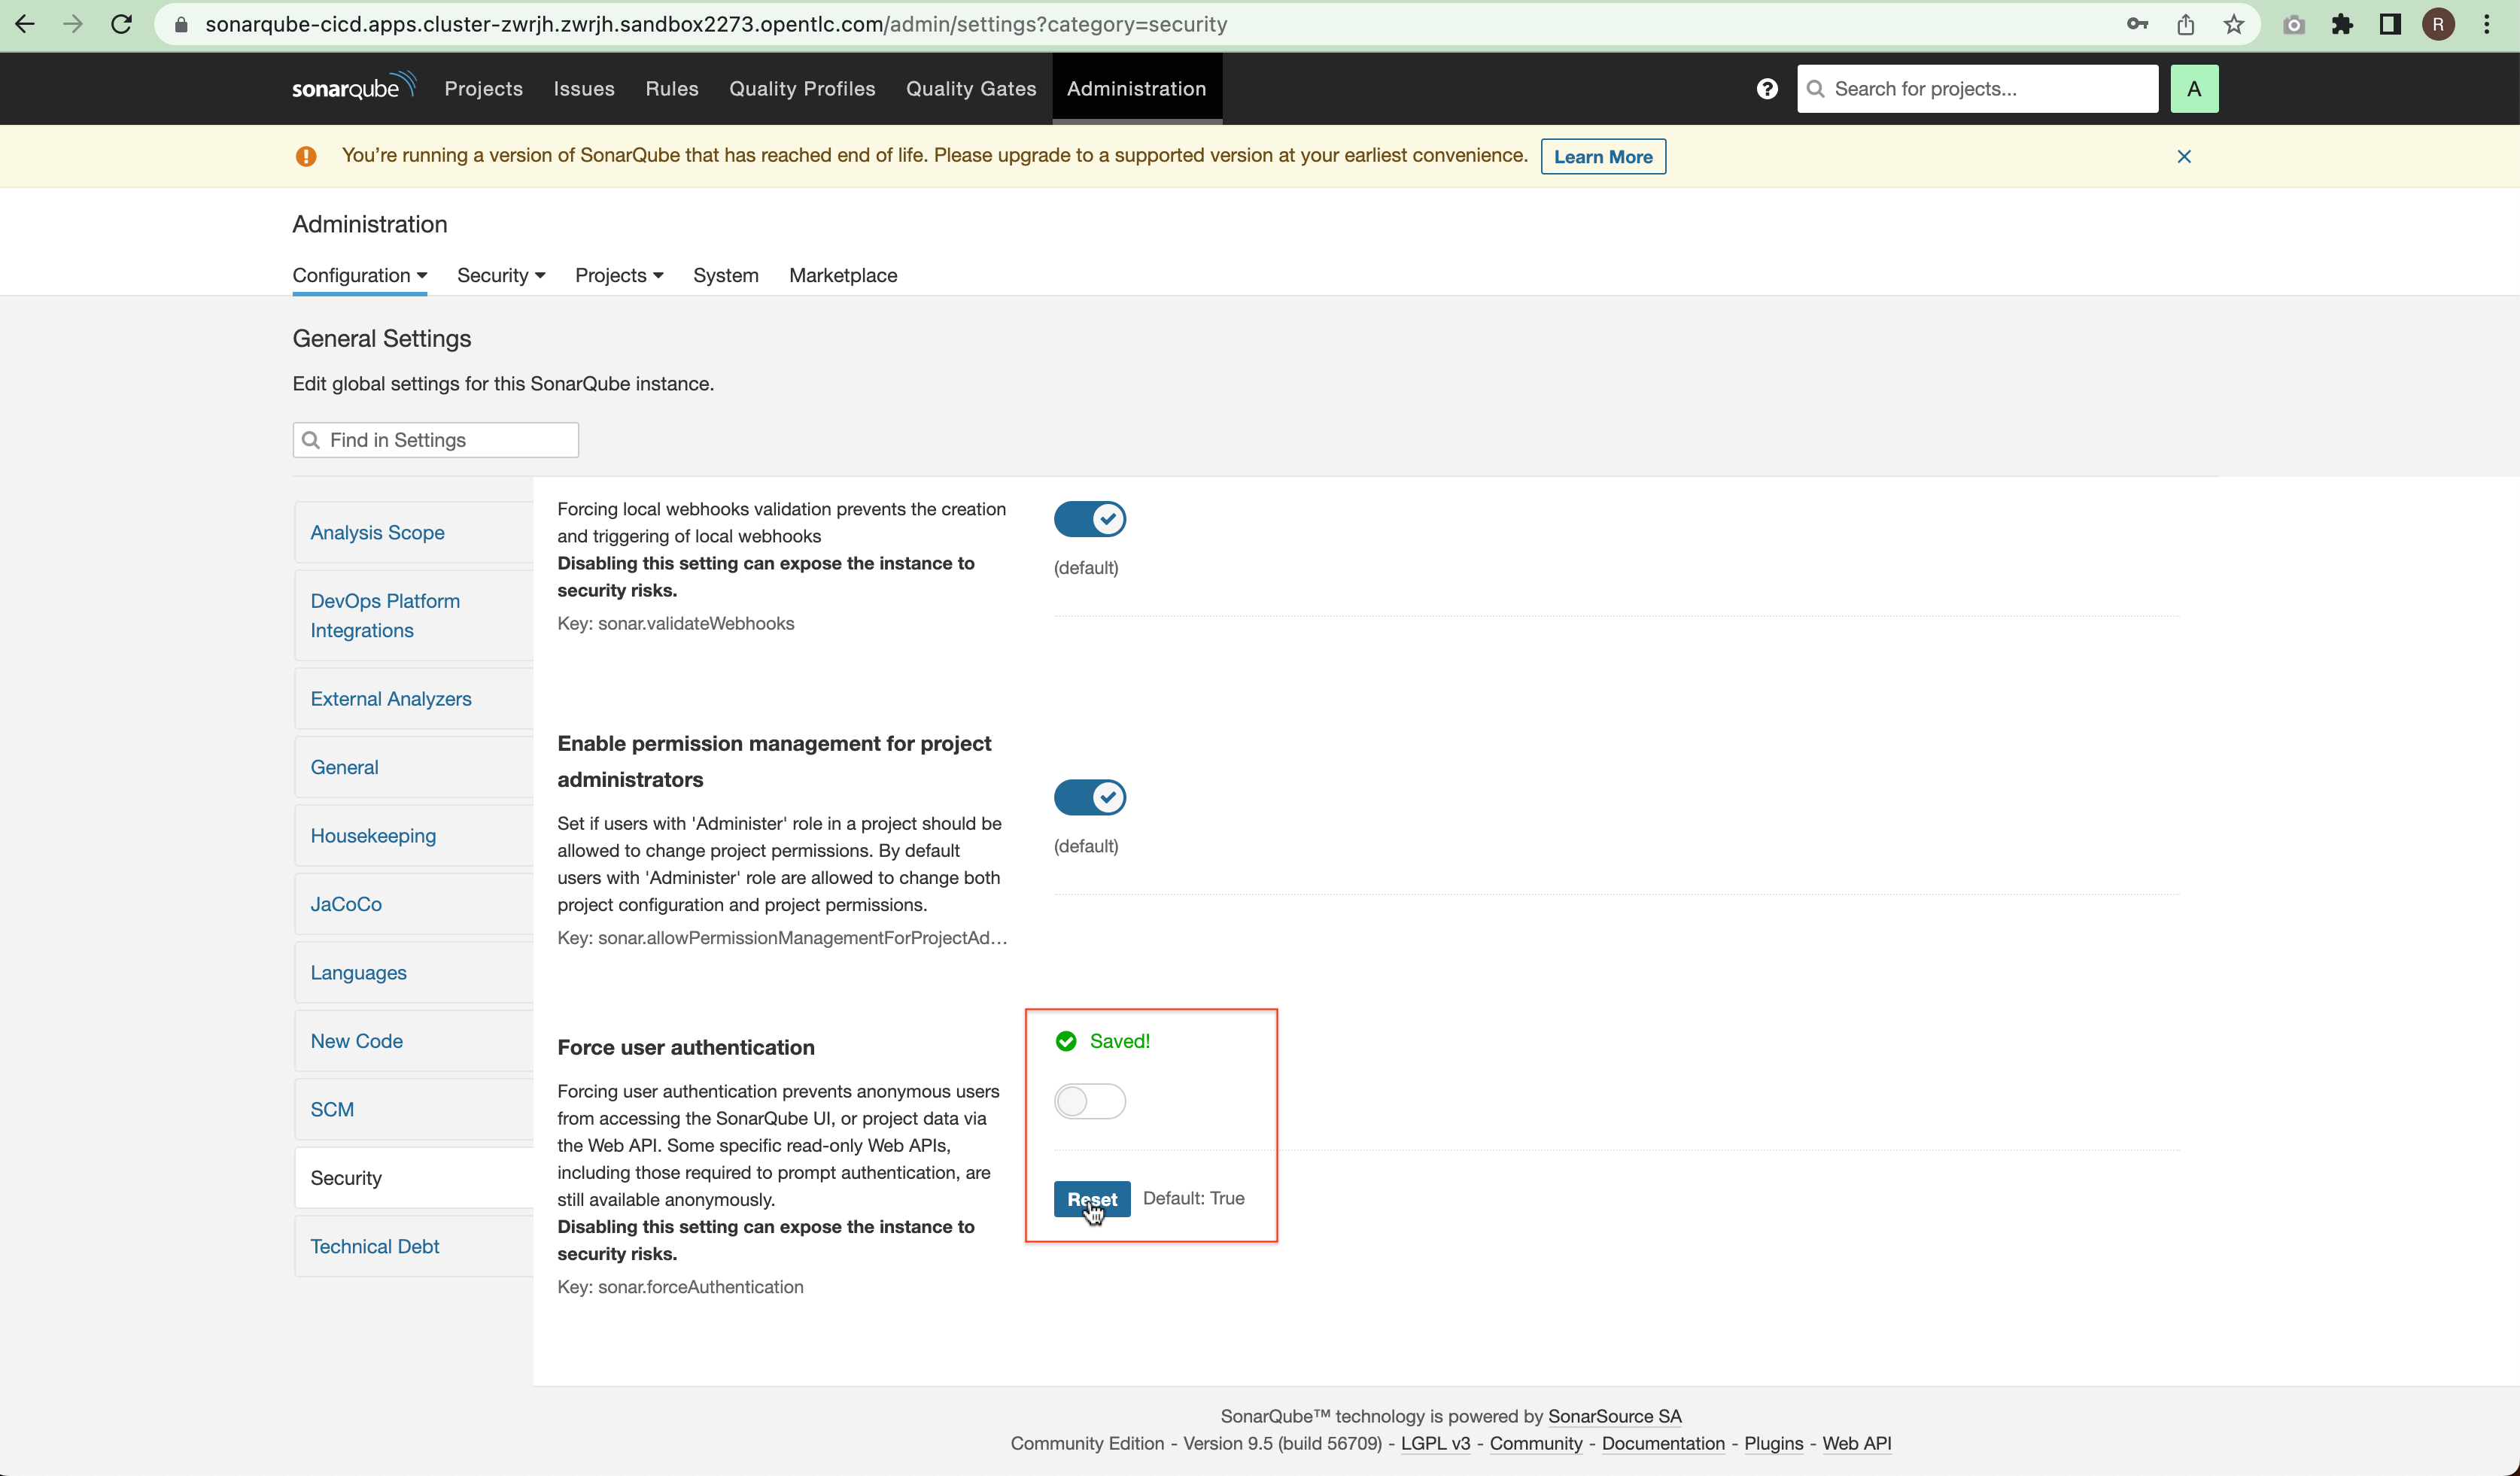 sonarqube-cicd.apps.cluster-zwrjh.zwrjh.sandbox2273.opentlc.com/admin/settings?category=security
R
sonarqube Projects Issues Rules Quality Profiles Quality Gates Administration
? Search for projects... A
You're running a version of SonarQube that has reached end of life. Please upgrade to a supported version at your earliest convenience. Learn More
Administration
Configuration Security Projects System Marketplace
General Settings
Edit global settings for this SonarQube instance.
Find in Settings
Analysis Scope
DevOps Platform
Integrations
External Analyzers
General
Housekeeping
JaCoCo
Languages
New Code
SCM
Security
Technical Debt
Forcing local webhooks validation prevents the creation
and triggering of local webhooks
Disabling this setting can expose the instance to
security risks.
Key: sonar.validateWebhooks
(default)
Enable permission management for project
administrators
Set if users with 'Administer' role in a project should be
allowed to change project permissions. By default
users with 'Administer' role are allowed to change both
project configuration and project permissions.
Key: sonar.allowPermissionManagementForProjectAd...
(default)
Force user authentication
Forcing user authentication prevents anonymous users
from accessing the SonarQube UI, or project data via
the Web API. Some specific read-only Web APIs,
including those required to prompt authentication, are
still available anonymously.
Disabling this setting can expose the instance to
security risks.
Key: sonar.forceAuthentication
Saved!
Reset Default: True
SonarQube™ technology is powered by SonarSource SA
Community Edition - Version 9.5 (build 56709) - LGPL v3 - Community - Documentation - Plugins - Web API